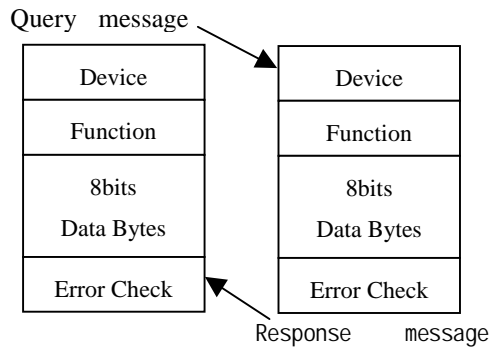 Query message
Device
Function
8bits
Data Bytes
Error Check
Device
Function
8bits
Data Bytes
Error Check
Response message